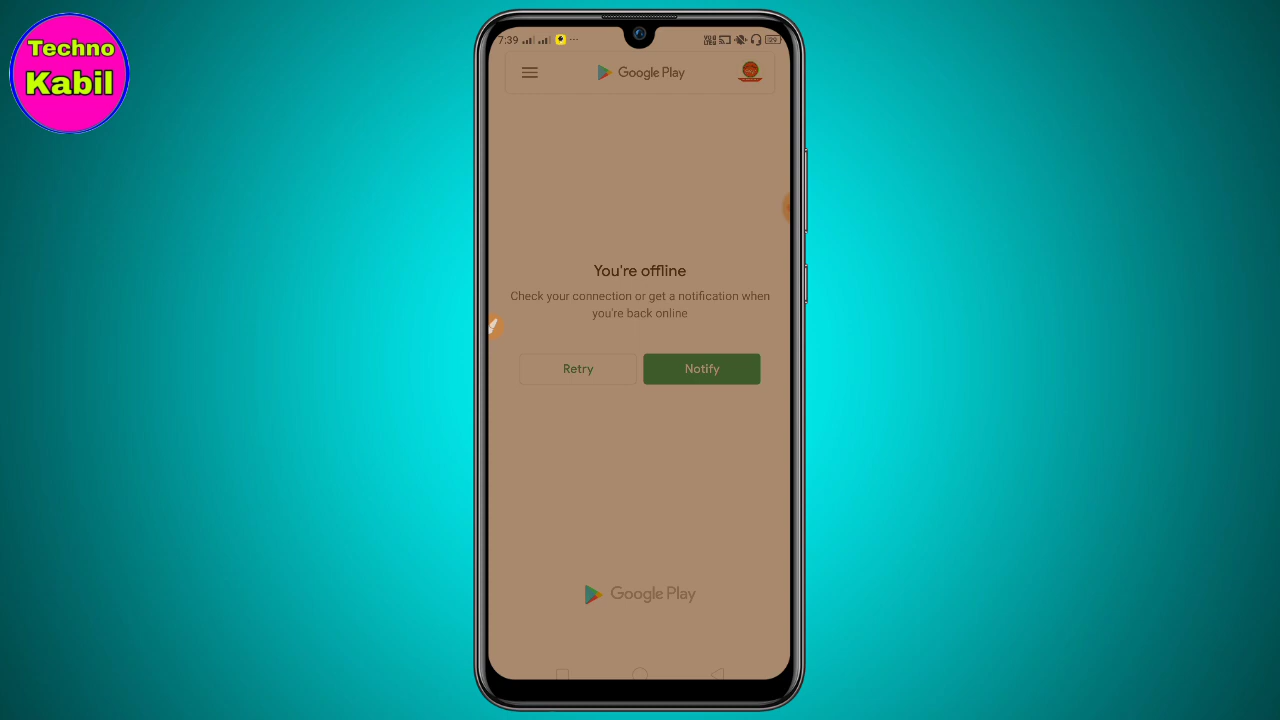 Techno
Kabil
7:39
Google Play
You're offline
Check your connection or get a notification when
you're back online
Retry
Notify
Google Play